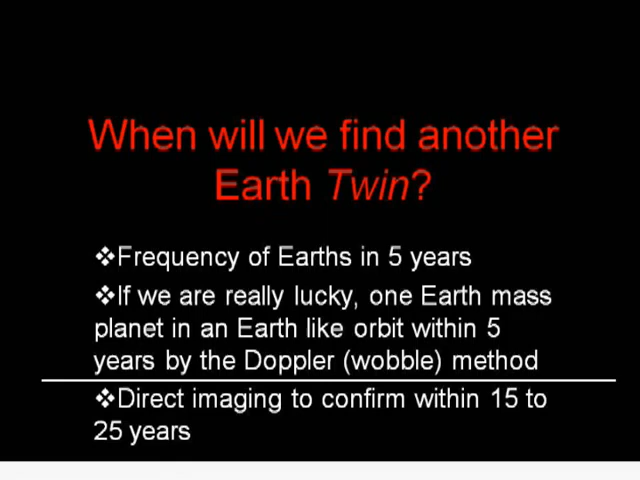 When will we find another
Earth Twin?
❖Frequency of Earths in 5 years
❖If we are really lucky, one Earth mass
planet in an Earth like orbit within 5
years by the Doppler (wobble) method
❖Direct imaging to confirm within 15 to
25 years